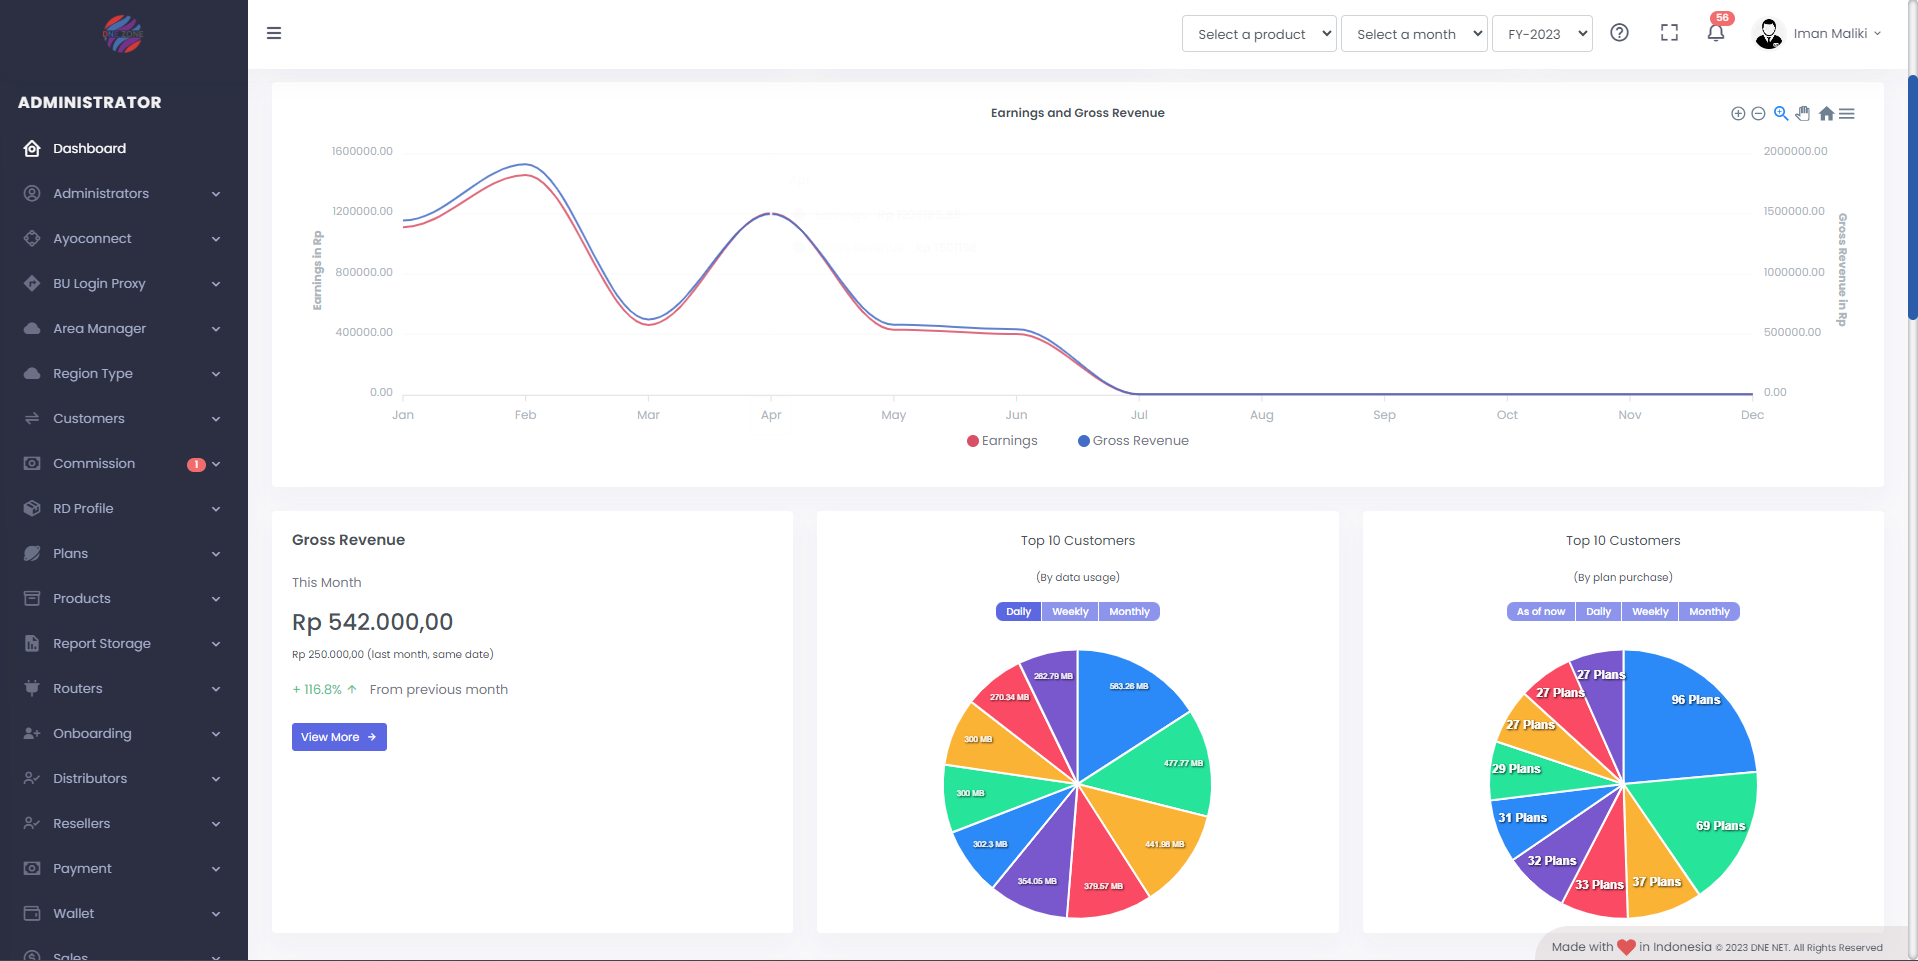 DNE ZONE
Select a product
Select a month
FY-2023
56
Iman Maliki
ADMINISTRATOR
Dashboard
Administrators
Ayoconnect
BU Login Proxy
Area Manager
Region Type
Customers
Commission
1
RD Profile
Plans
Products
Report Storage
Routers
Onboarding
Distributors
Resellers
Payment
Wallet
Sales
Earnings and Gross Revenue
1600000.00
1200000.00
800000.00
400000.00
0.00
Earnings in Rp
2000000.00
1500000.00
1000000.00
500000.00
0.00
Gross Revenue in Rp
Jan Feb Mar Apr May Jun Jul Aug Sep Oct Nov Dec
Earnings Gross Revenue
Gross Revenue
This Month
Rp 542.000,00
Rp 250.000,00 (last month, same date)
+ 116.8% ↑ From previous month
View More →
Top 10 Customers
(By data usage)
Daily Weekly Monthly
583.26 MB
477.77 MB
441.98 MB
379.57 MB
354.05 MB
302.3 MB
300 MB
300 MB
270.34 MB
262.79 MB
Top 10 Customers
(By plan purchase)
As of now Daily Weekly Monthly
96 Plans
69 Plans
37 Plans
33 Plans
32 Plans
31 Plans
29 Plans
27 Plans
27 Plans
27 Plans
Made with ❤ in Indonesia © 2023 DNE NET. All Rights Reserved